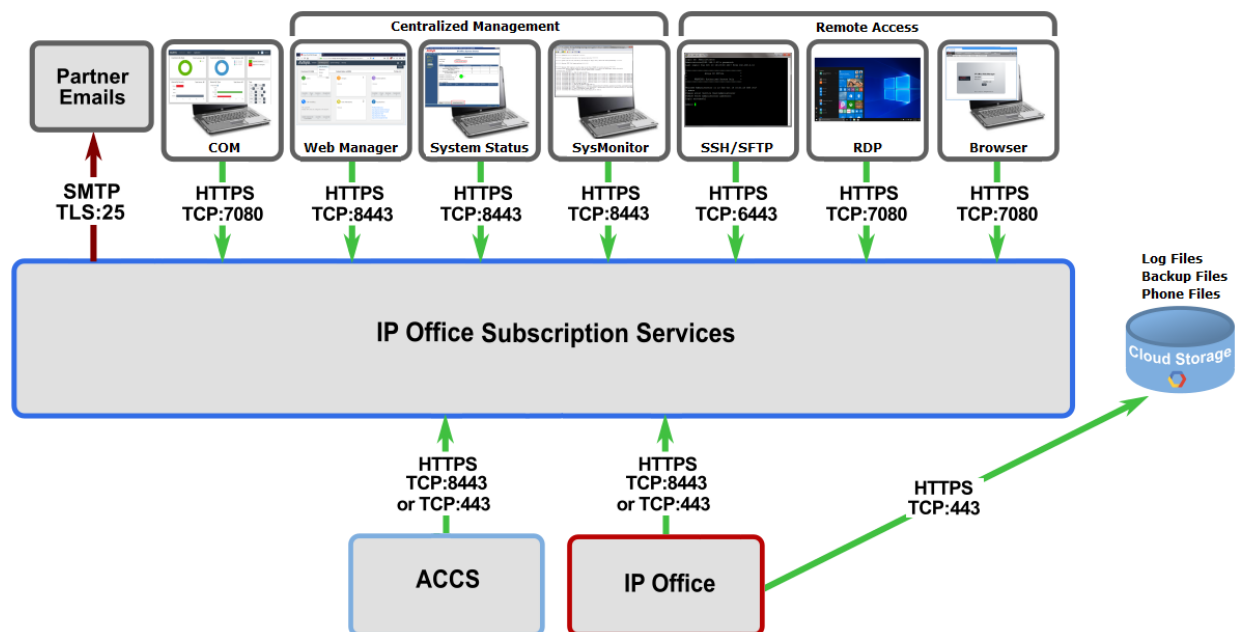 Centralized Management
Remote Access
Partner
Emails
COM
Web Manager
System Status
SysMonitor
SSH/SFTP
RDP
Browser
SMTP
TLS:25
HTTPS
TCP:7080
HTTPS
TCP:8443
HTTPS
TCP:8443
HTTPS
TCP:8443
HTTPS
TCP:6443
HTTPS
TCP:7080
HTTPS
TCP:7080
Log Files
Backup Files
Phone Files
IP Office Subscription Services
Cloud Storage
HTTPS
TCP:8443
or TCP:443
HTTPS
TCP:8443
or TCP:443
HTTPS
TCP:443
ACCS
IP Office